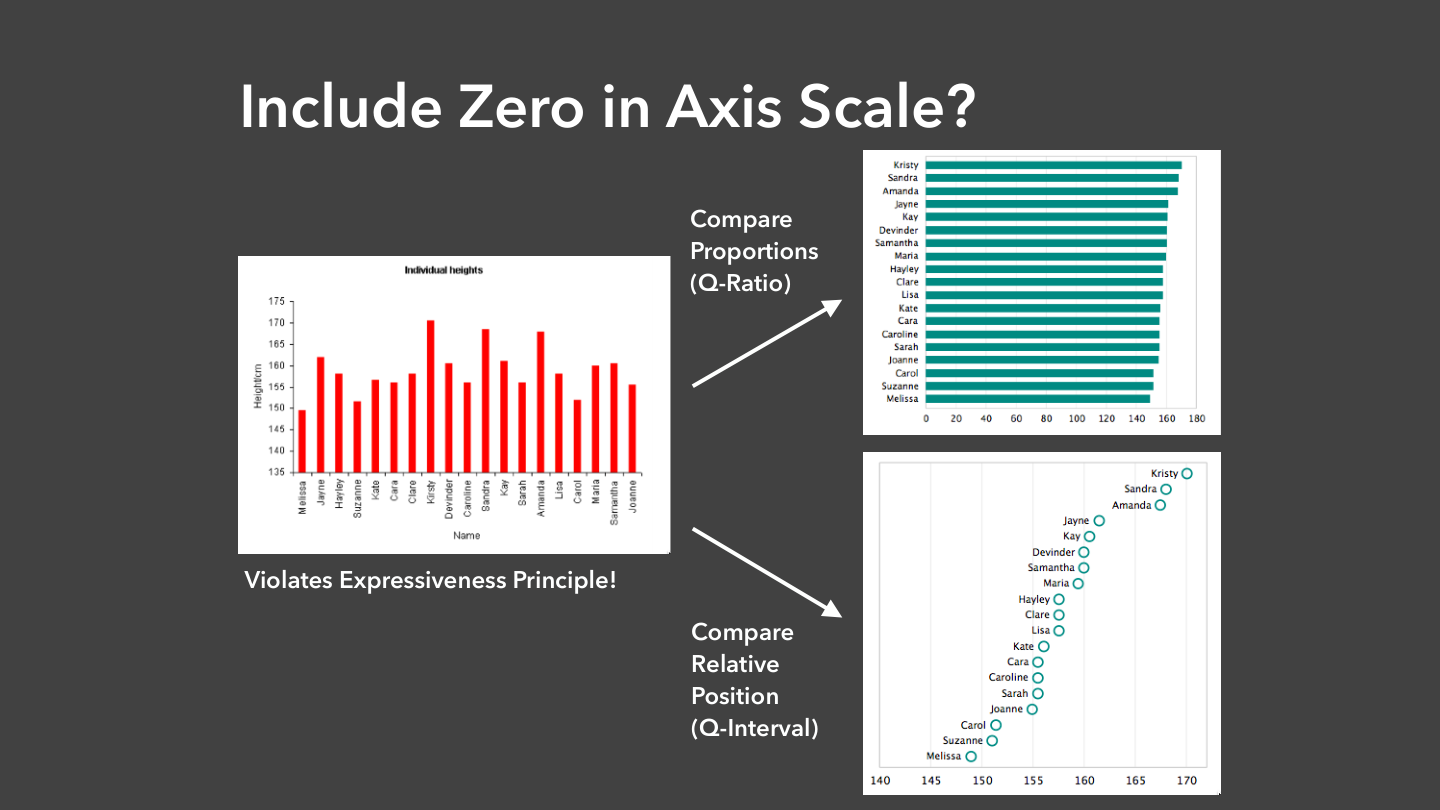 Include Zero in Axis Scale?
Individual heights
175
170
165
160
155
150
145
140
135
Height/cm
Melissa
Jayne
Hayley
Suzanne
Kate
Cara
Clare
Kirsty
Devinder
Caroline
Sandra
Kay
Sarah
Amanda
Lisa
Carol
Maria
Samantha
Joanne
Name
Violates Expressiveness Principle!
Compare
Proportions
(Q-Ratio)
Kristy
Sandra
Amanda
Jayne
Kay
Devinder
Samantha
Maria
Hayley
Clare
Lisa
Kate
Cara
Caroline
Sarah
Joanne
Carol
Suzanne
Melissa
0 20 40 60 80 100 120 140 160 180
Compare
Relative
Position
(Q-Interval)
Kristy
Sandra
Amanda
Jayne
Kay
Devinder
Samantha
Maria
Hayley
Clare
Lisa
Kate
Cara
Caroline
Sarah
Joanne
Carol
Suzanne
Melissa
140 145 150 155 160 165 170